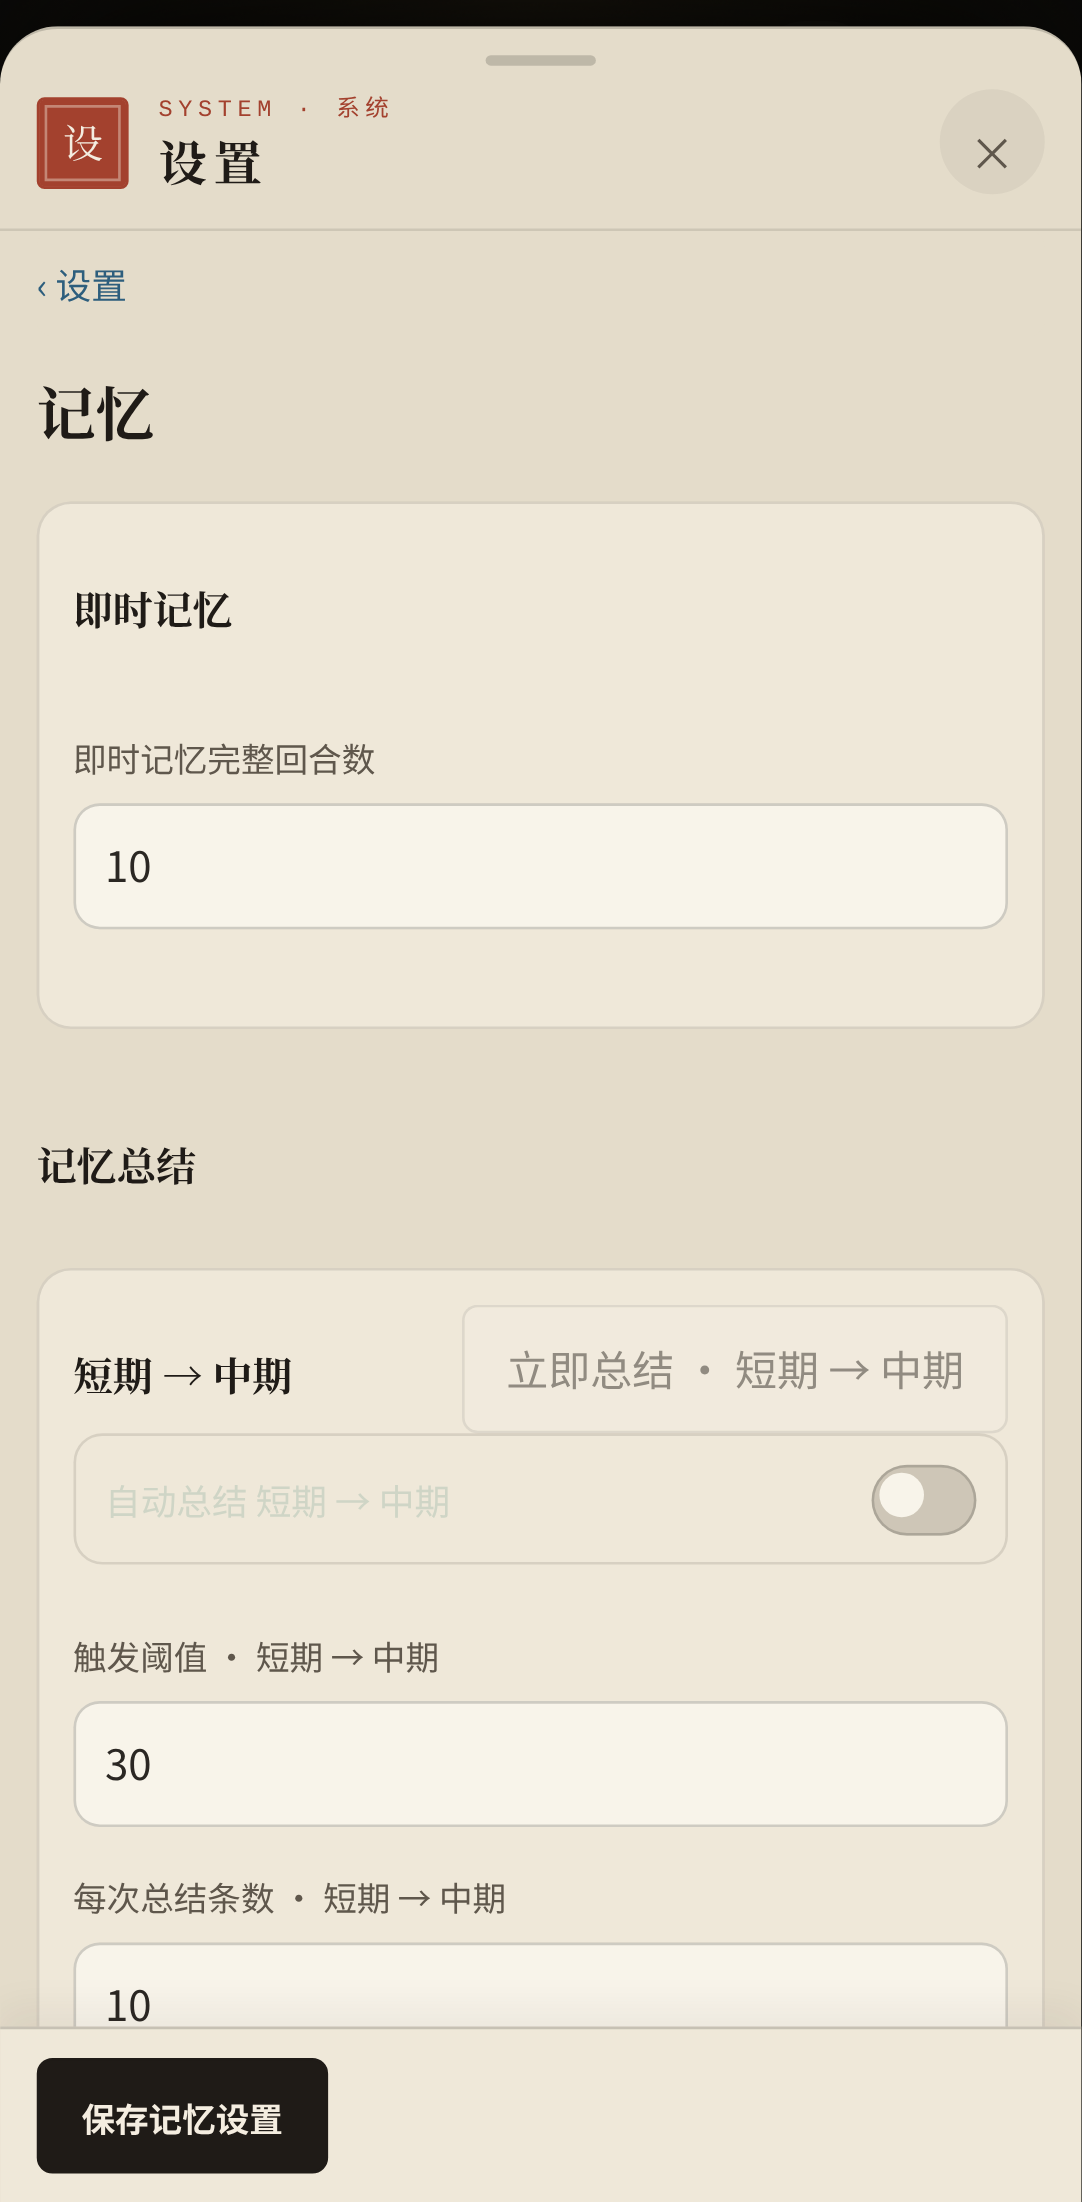 设
SYSTEM · 系统
设置
‹ 设置
记忆
即时记忆
即时记忆完整回合数
10
记忆总结
短期 → 中期
立即总结 · 短期 → 中期
自动总结 短期 → 中期
触发阈值 · 短期 → 中期
30
每次总结条数 · 短期 → 中期
10
保存记忆设置